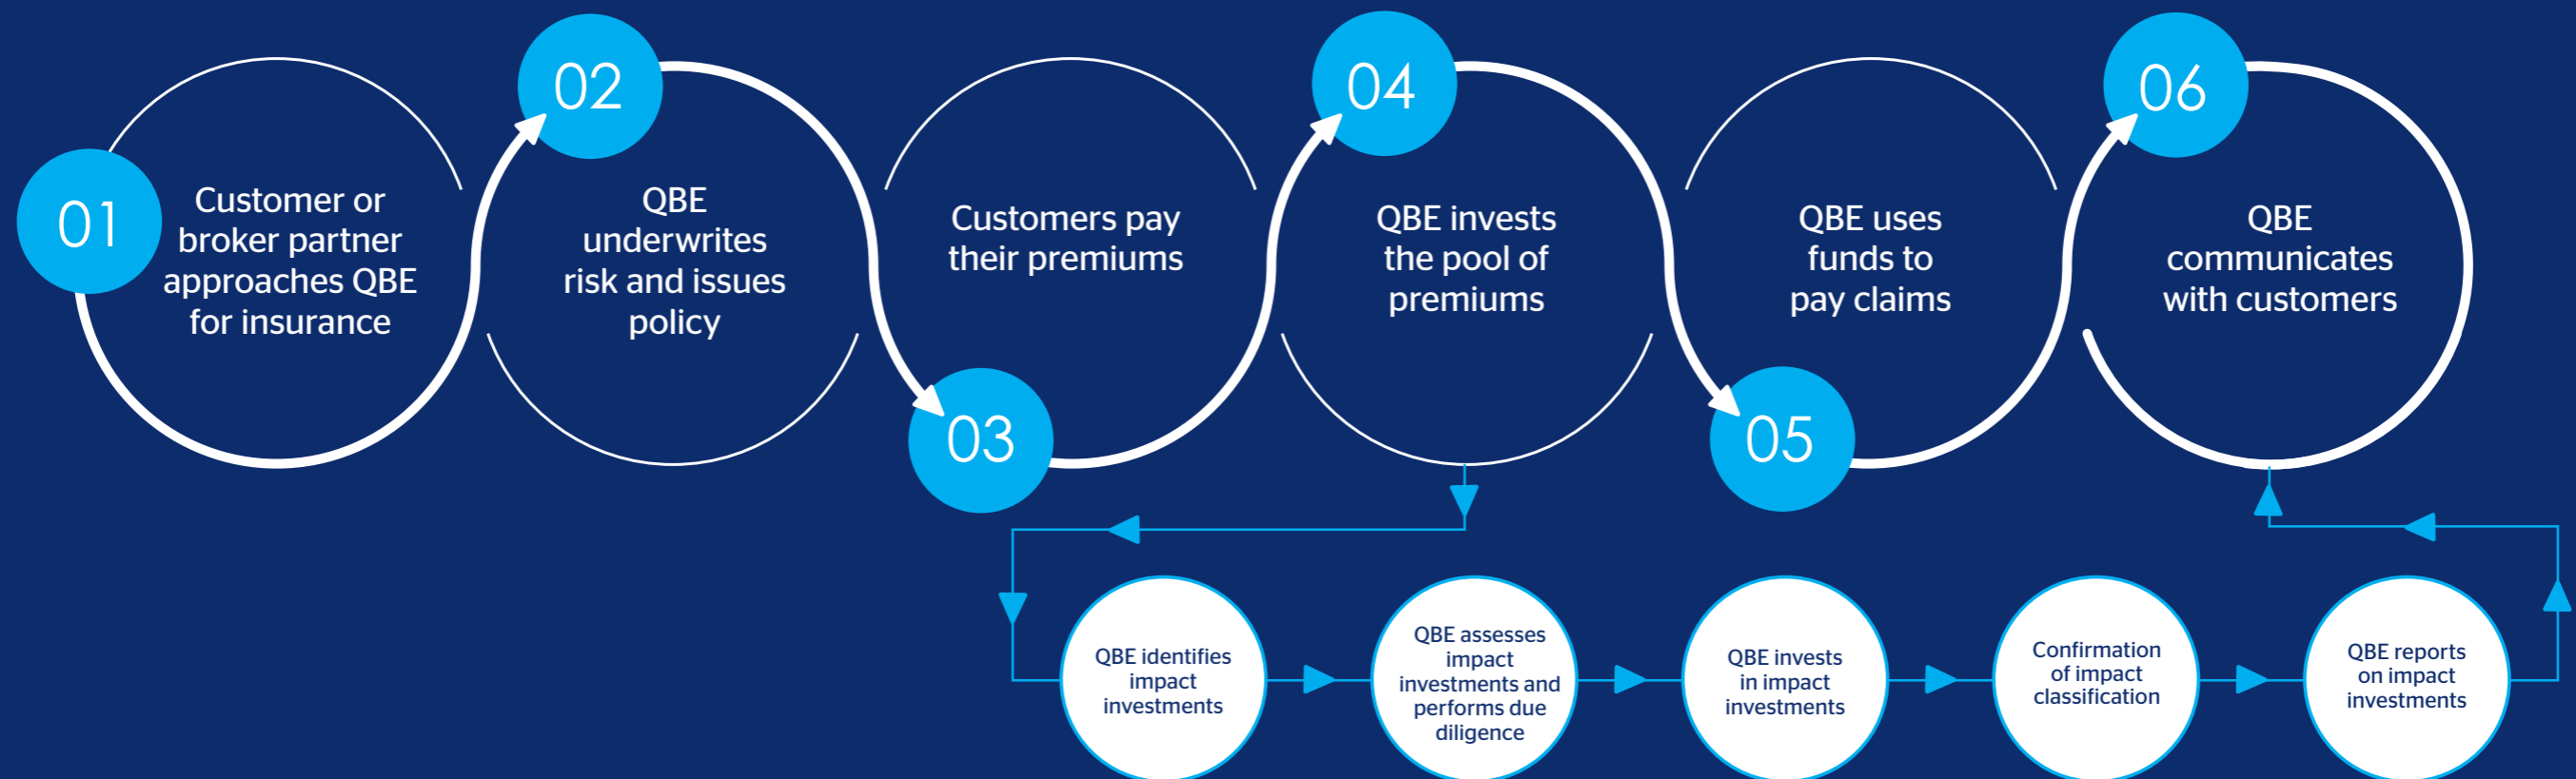 01
Customer or
broker partner
approaches QBE
for insurance
02
QBE
underwrites
risk and issues
policy
03
Customers pay
their premiums
04
QBE invests
the pool of
premiums
05
QBE uses
funds to
pay claims
06
QBE
communicates
with customers
QBE identifies
impact
investments
QBE assesses
impact
investments and
performs due
diligence
QBE invests
in impact
investments
Confirmation
of impact
classification
QBE reports
on impact
investments